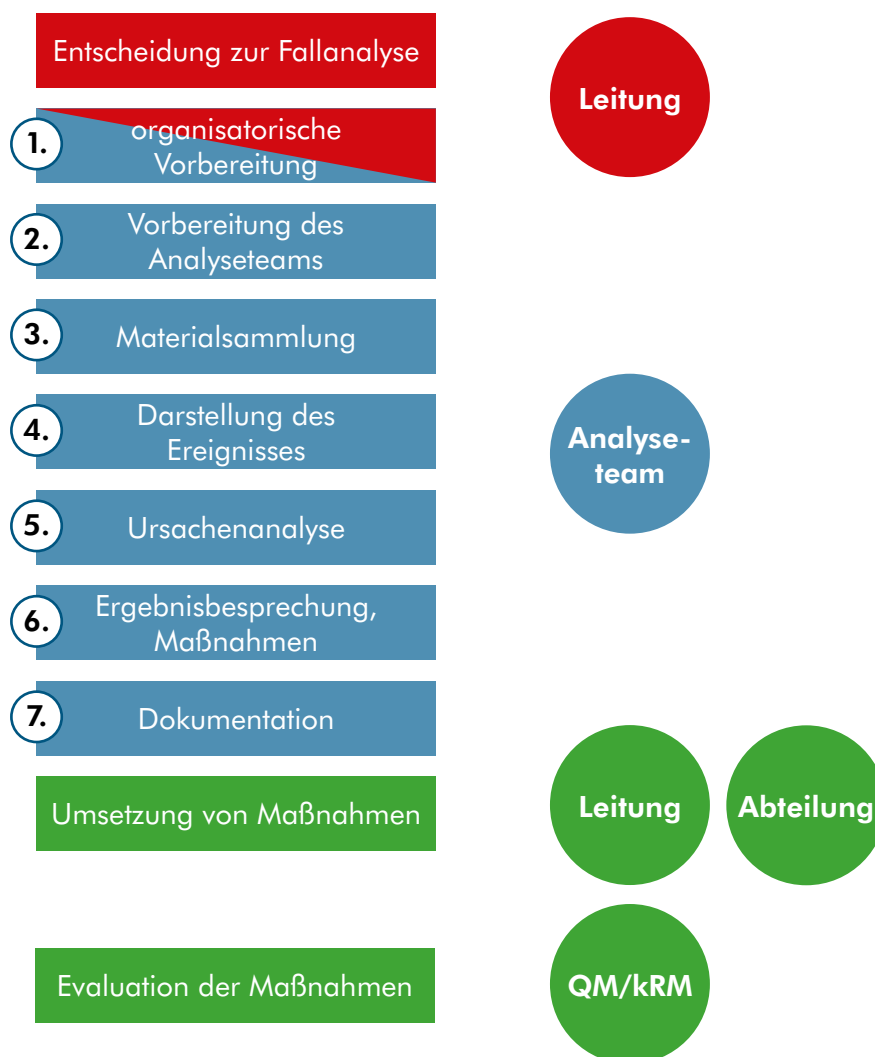 Entscheidung zur Fallanalyse
Leitung
1.
organisatorische
Vorbereitung
2.
Vorbereitung des
Analyseteams
3.
Materialsammlung
4.
Darstellung des
Ereignisses
Analyse-
team
5.
Ursachenanalyse
6.
Ergebnisbesprechung,
Maßnahmen
7.
Dokumentation
Umsetzung von Maßnahmen
Leitung
Abteilung
Evaluation der Maßnahmen
QM/kRM